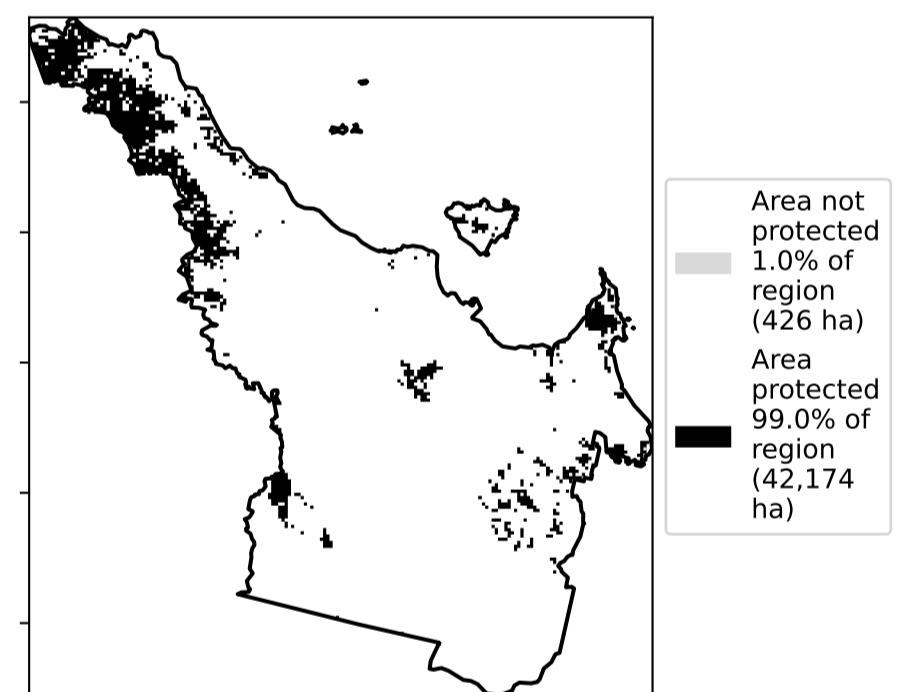 Area not
protected
1.0% of
region
(426 ha)
Area
protected
99.0% of
region
(42,174
ha)